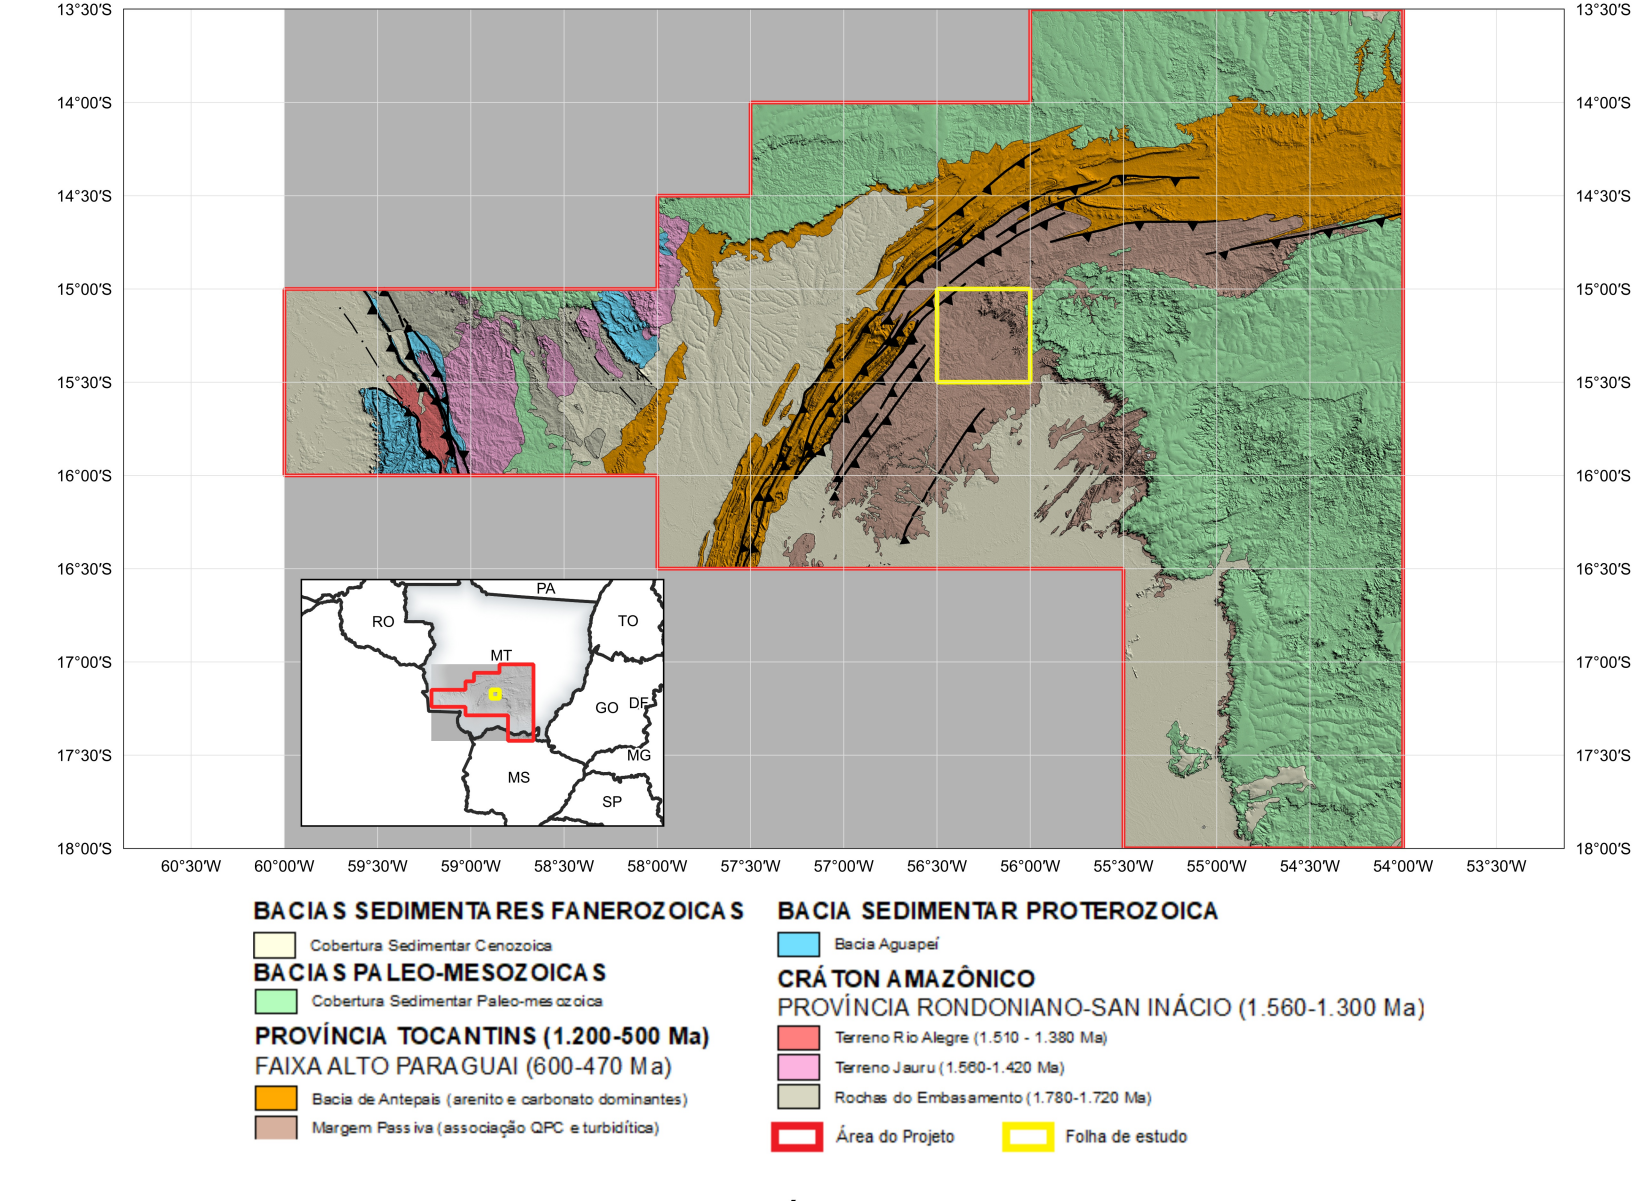 13°30'S 13°30'S
14°00'S 14°00'S
14°30'S 14°30'S
15°00'S 15°00'S
15°30'S 15°30'S
16°00'S 16°00'S
16°30'S 16°30'S
PA
RO TO
MT
17°00'S 17°00'S
GO DF
17°30'S 17°30'S
MG
MS
SP
18°00'S 18°00'S
60°30'W 60°00'W 59°30'W 59°00'W 58°30'W 58°00'W 57°30'W 57°00'W 56°30'W 56°00'W 55°30'W 55°00'W 54°30'W 54°00'W 53°30'W
BACIAS SEDIMENTARES FANEROZOICAS
Cobertura Sedimentar Cenozoica
BACIAS PALEO-MESOZOICAS
Cobertura Sedimentar Paleo-mesozoica
PROVÍNCIA TOCANTINS (1.200-500 Ma)
FAIXA ALTO PARAGUAI (600-470 Ma)
Bacia de Antepais (arenito e carbonato dominantes)
Margem Passiva (associação QPC e turbidítica)
BACIA SEDIMENTAR PROTEROZOICA
Bacia Aguapeí
CRÁTON AMAZÔNICO
PROVÍNCIA RONDONIANO-SAN INÁCIO (1.560-1.300 Ma)
Terreno Rio Alegre (1.510 - 1.380 Ma)
Terreno Jauru (1.560-1.420 Ma)
Rochas do Embasamento (1.780-1.720 Ma)
Área do Projeto
Folha de estudo